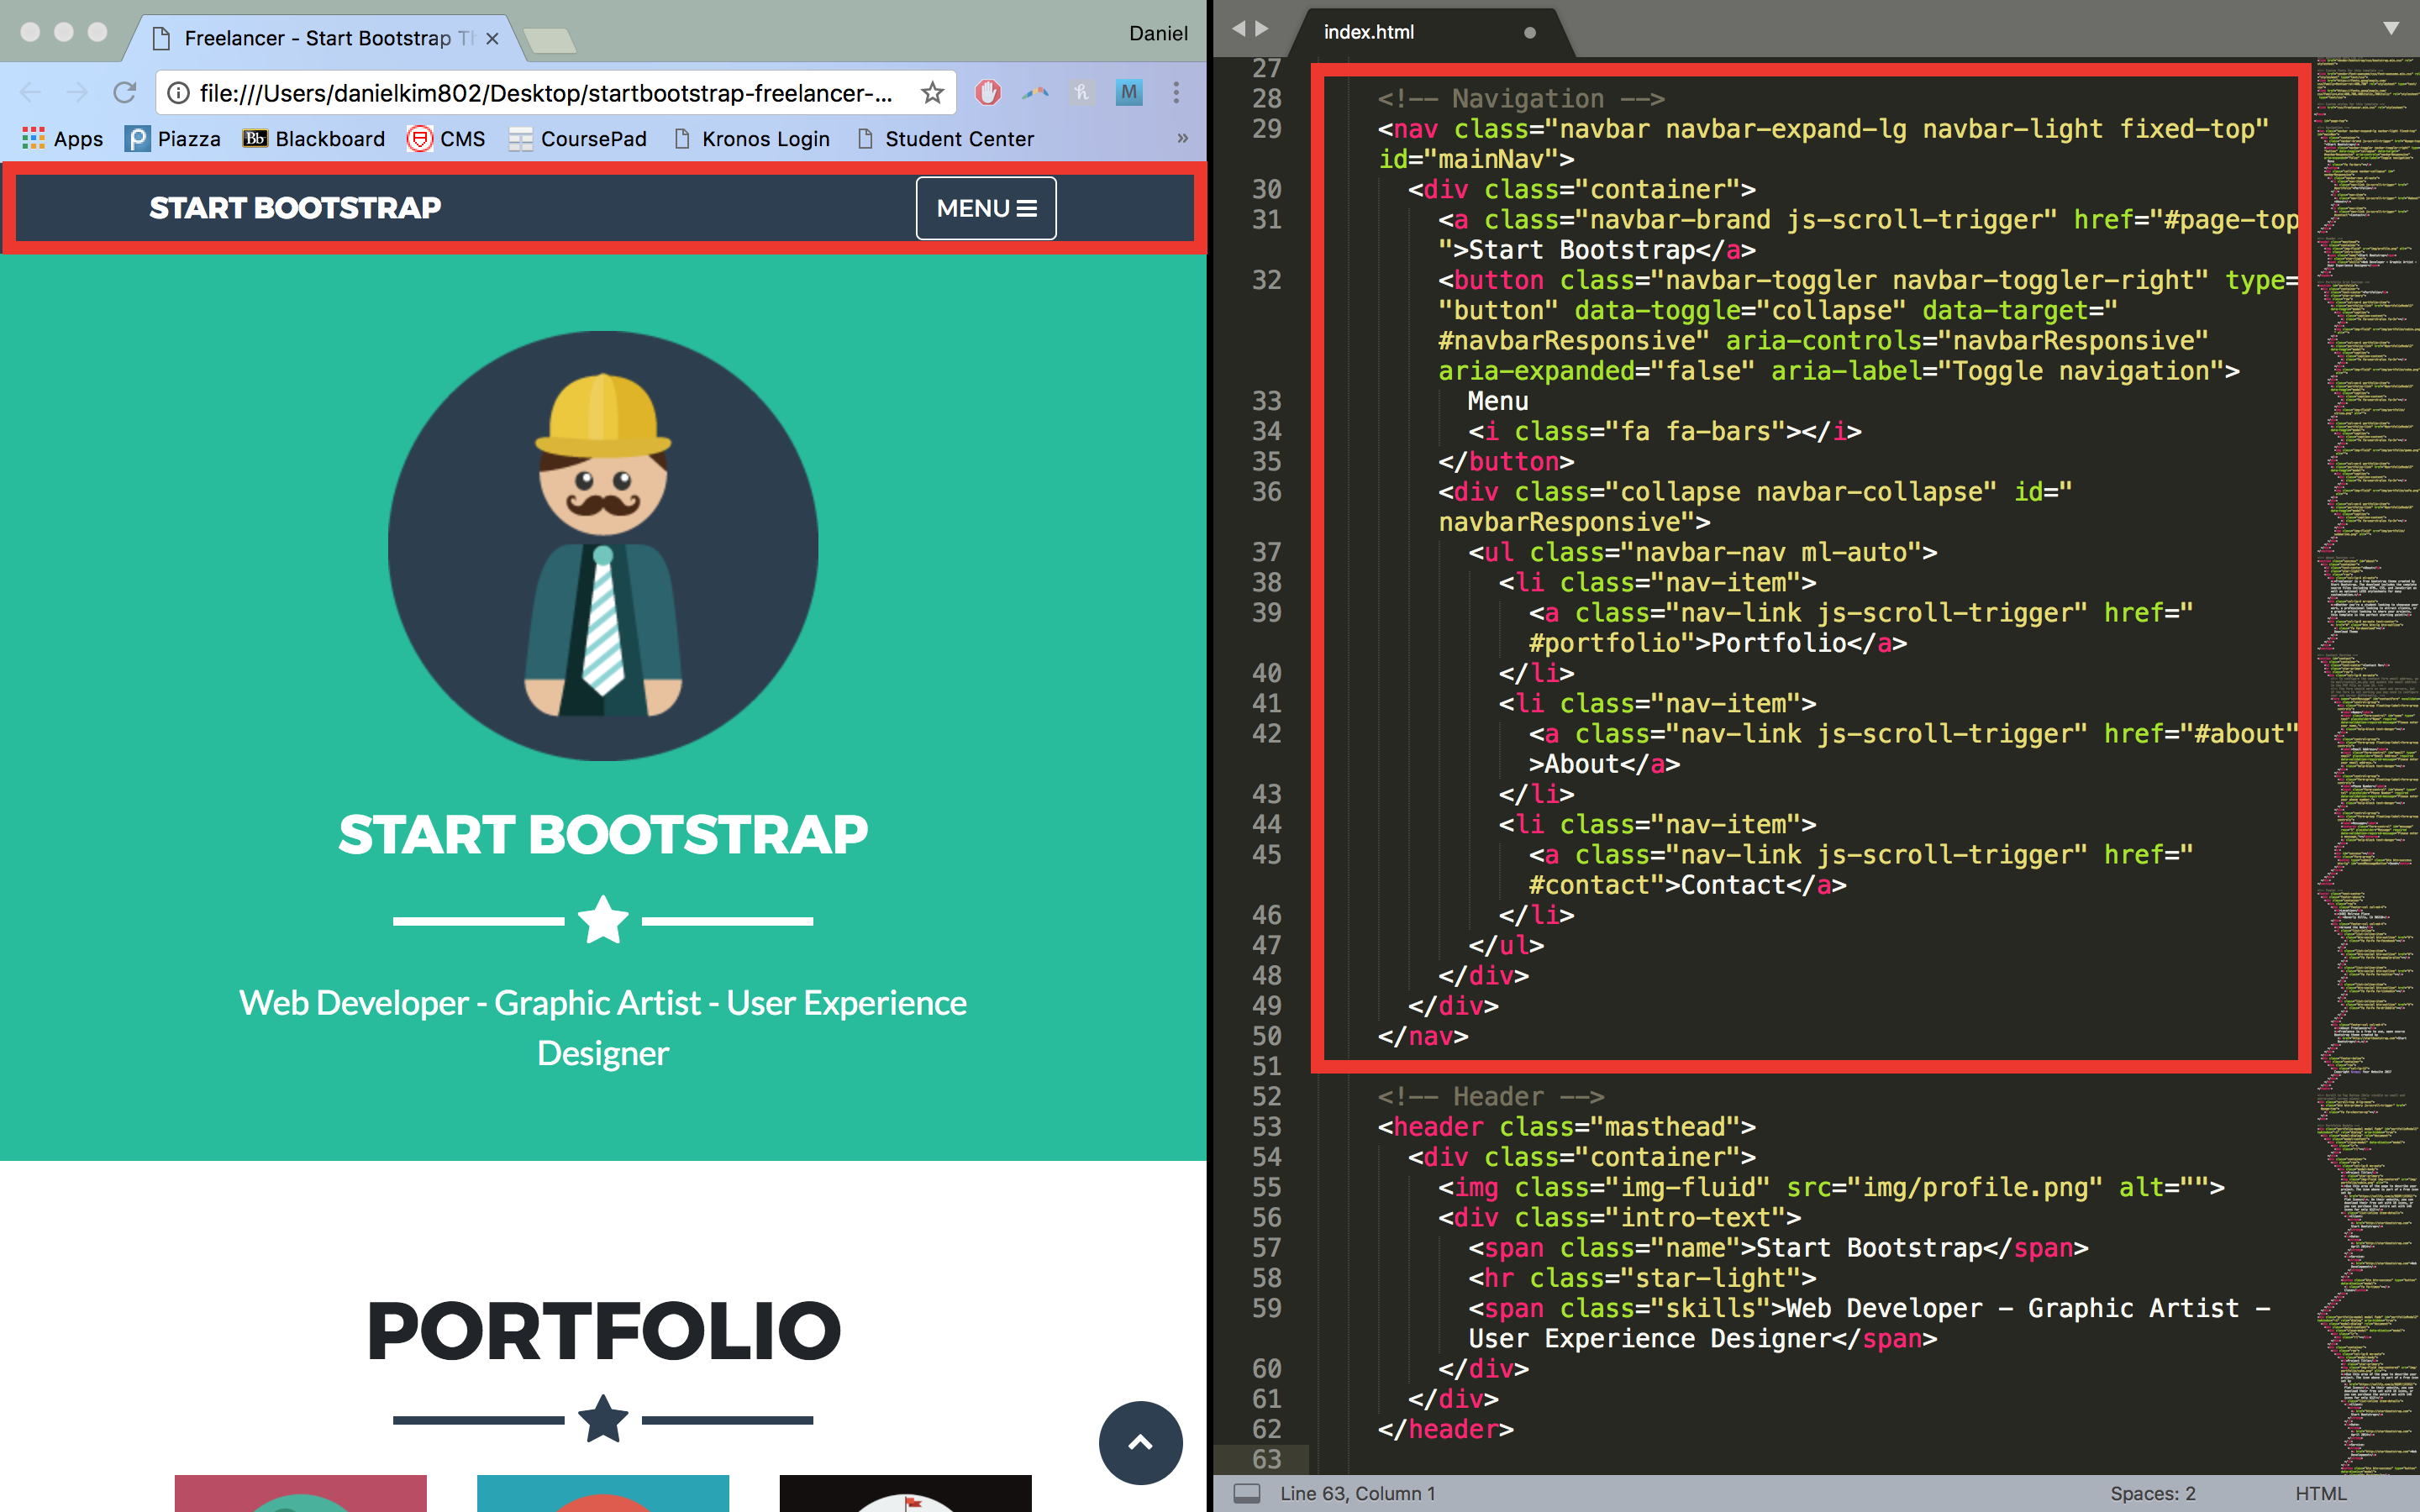 Freelancer - Start Bootstrap Th
Daniel
file:///Users/danielkim802/Desktop/startbootstrap-freelancer-...
M
Apps
Piazza
Bb
Blackboard
CMS
CoursePad
Kronos Login
Student Center
»
START BOOTSTRAP
MENU
START BOOTSTRAP
Web Developer - Graphic Artist - User Experience
Designer
PORTFOLIO
index.html
27
28 <!-- Navigation -->
29 <nav class="navbar navbar-expand-lg navbar-light fixed-top"
id="mainNav">
30 <div class="container">
31 <a class="navbar-brand js-scroll-trigger" href="#page-top
">Start Bootstrap</a>
32 <button class="navbar-toggler navbar-toggler-right" type=
"button" data-toggle="collapse" data-target="
#navbarResponsive" aria-controls="navbarResponsive"
aria-expanded="false" aria-label="Toggle navigation">
33 Menu
34 <i class="fa fa-bars"></i>
35 </button>
36 <div class="collapse navbar-collapse" id="
navbarResponsive">
37 <ul class="navbar-nav ml-auto">
38 <li class="nav-item">
39 <a class="nav-link js-scroll-trigger" href="
#portfolio">Portfolio</a>
40 </li>
41 <li class="nav-item">
42 <a class="nav-link js-scroll-trigger" href="#about"
>About</a>
43 </li>
44 <li class="nav-item">
45 <a class="nav-link js-scroll-trigger" href="
#contact">Contact</a>
46 </li>
47 </ul>
48 </div>
49 </div>
50 </nav>
51
52 <!-- Header -->
53 <header class="masthead">
54 <div class="container">
55 <img class="img-fluid" src="img/profile.png" alt="">
56 <div class="intro-text">
57 <span class="name">Start Bootstrap</span>
58 <hr class="star-light">
59 <span class="skills">Web Developer - Graphic Artist -
User Experience Designer</span>
60 </div>
61 </div>
62 </header>
63
Line 63, Column 1
Spaces: 2
HTML